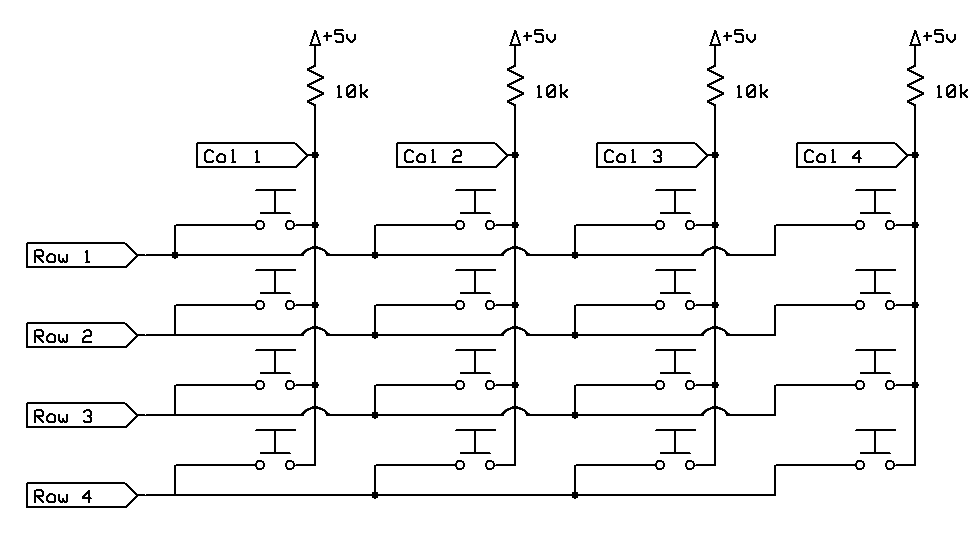 +5v +5v +5v +5v
10k 10k 10k 10k
Col 1 Col 2 Col 3 Col 4
Row 1
Row 2
Row 3
Row 4